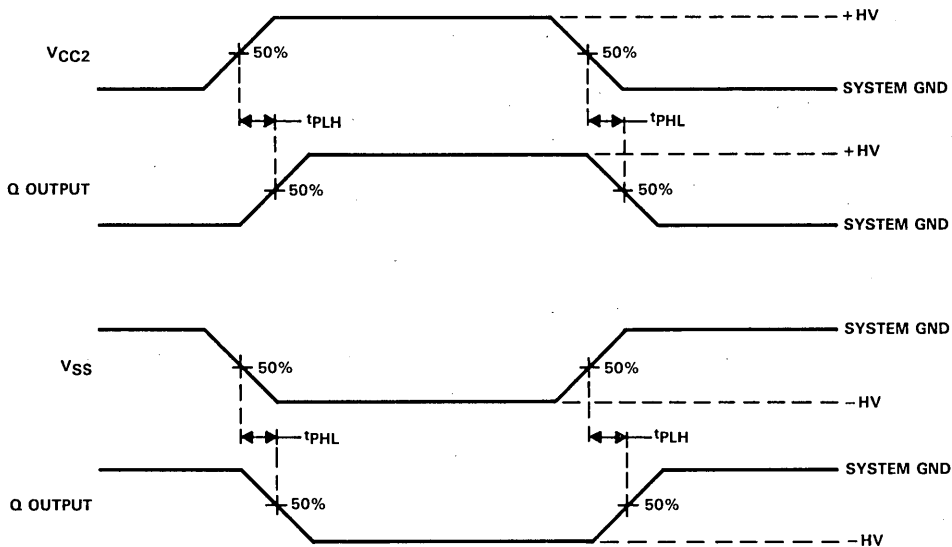 +HV
VCC2
50%
50%
SYSTEM GND
tPLH
tPHL
+HV
Q OUTPUT
50%
50%
SYSTEM GND
SYSTEM GND
VSS
50%
50%
−HV
tPHL
tPLH
SYSTEM GND
Q OUTPUT
50%
50%
−HV